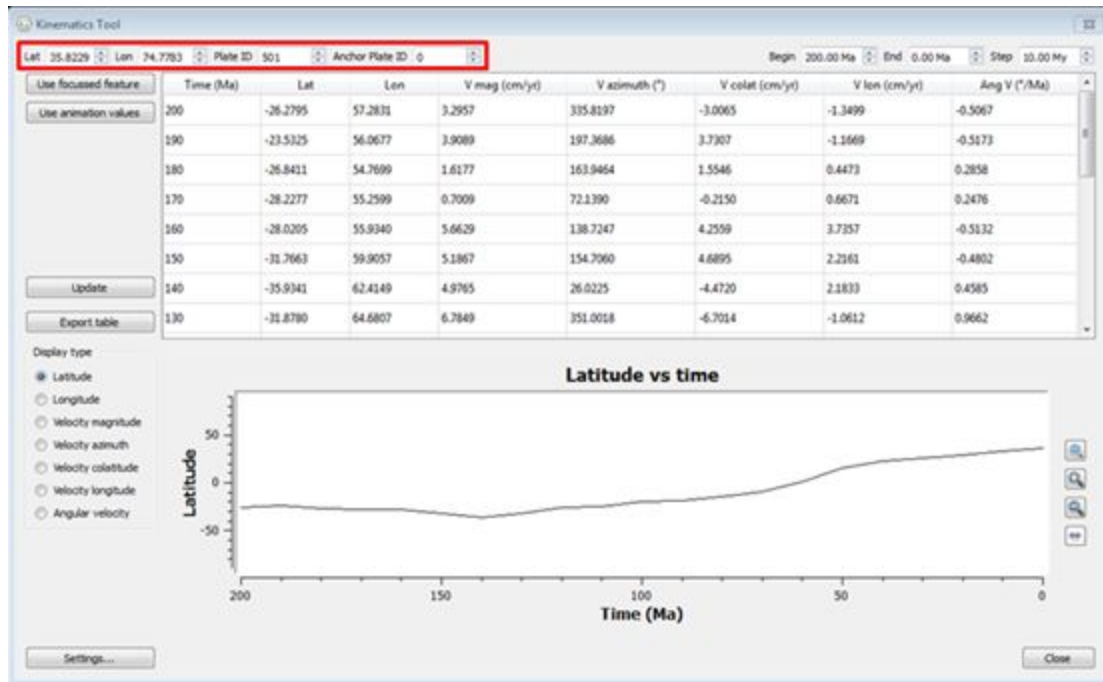 Kinematics Tool
Lat 35.8229 Lon 74.7783 Plate ID 501 Anchor Plate ID 0 Begin 200.00 Ma End 0.00 Ma Step 10.00 My
Use focussed feature
Use animation values
Time (Ma) Lat Lon V mag (cm/yr) V azimuth (°) V colat (cm/yr) V lon (cm/yr) Ang V (°/Ma)
200 -26.2795 57.2831 3.2957 335.8197 -3.0065 -1.3499 -0.5067
190 -23.5325 56.0677 3.9089 197.3686 3.7307 -1.1669 -0.5173
180 -26.8411 54.7699 1.6177 163.9464 1.5546 0.4473 0.2858
170 -28.2277 55.2599 0.7009 72.1390 -0.2150 0.6671 0.2476
160 -28.0205 55.9340 5.6629 138.7247 4.2559 3.7357 -0.5132
150 -31.7663 59.9057 5.1867 154.7060 4.6895 2.2161 -0.4802
140 -35.9341 62.4149 4.9765 26.0225 -4.4720 2.1833 0.4585
130 -31.8780 64.6807 6.7849 351.0018 -6.7014 -1.0612 0.9662
Update
Export table
Display type
Latitude
Longitude
Velocity magnitude
Velocity azimuth
Velocity colatitude
Velocity longitude
Angular velocity
Latitude vs time
Latitude
50
0
-50
200 150 100 50 0
Time (Ma)
Settings...
Close